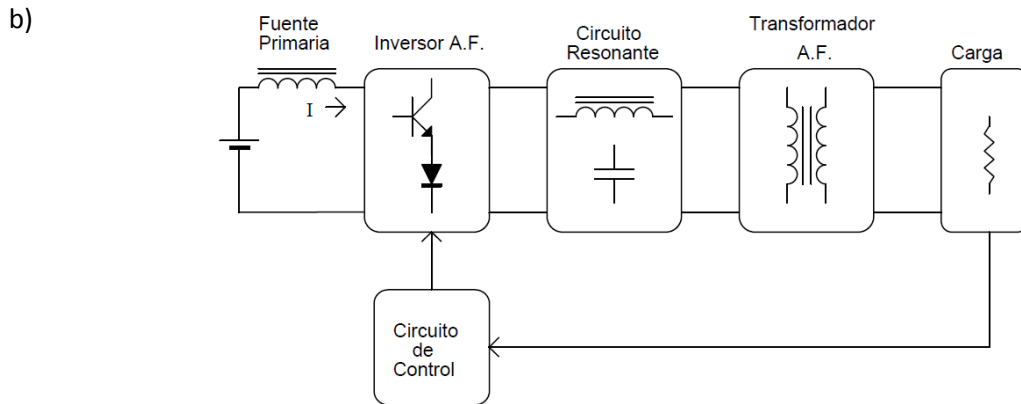 b)
Fuente
Primaria
Inversor A.F.
Circuito
Resonante
Transformador
A.F.
Carga
I
Circuito
de
Control